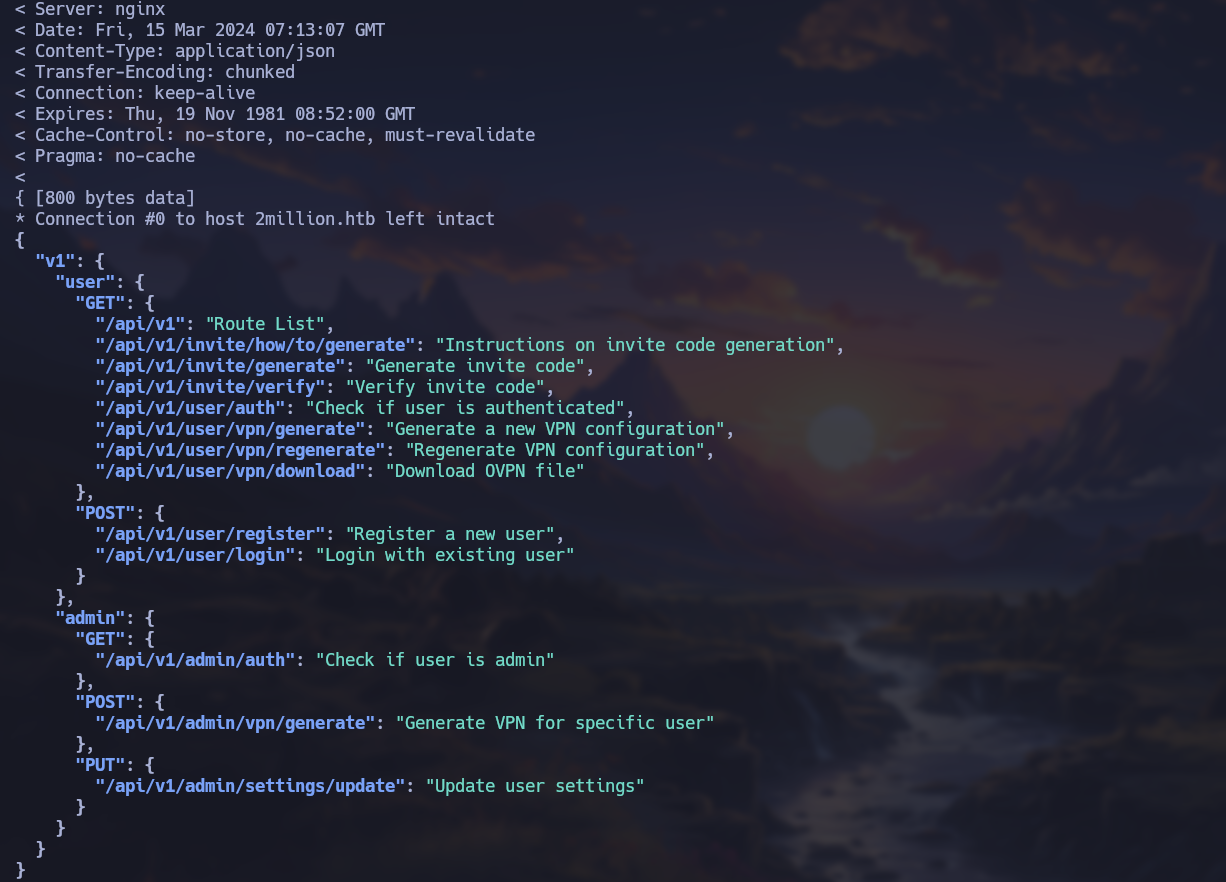 < Server: nginx
< Date: Fri, 15 Mar 2024 07:13:07 GMT
< Content-Type: application/json
< Transfer-Encoding: chunked
< Connection: keep-alive
< Expires: Thu, 19 Nov 1981 08:52:00 GMT
< Cache-Control: no-store, no-cache, must-revalidate
< Pragma: no-cache
<
{ [800 bytes data]
* Connection #0 to host 2million.htb left intact
{
  "v1": {
    "user": {
      "GET": {
        "/api/v1": "Route List",
        "/api/v1/invite/how/to/generate": "Instructions on invite code generation",
        "/api/v1/invite/generate": "Generate invite code",
        "/api/v1/invite/verify": "Verify invite code",
        "/api/v1/user/auth": "Check if user is authenticated",
        "/api/v1/user/vpn/generate": "Generate a new VPN configuration",
        "/api/v1/user/vpn/regenerate": "Regenerate VPN configuration",
        "/api/v1/user/vpn/download": "Download OVPN file"
      },
      "POST": {
        "/api/v1/user/register": "Register a new user",
        "/api/v1/user/login": "Login with existing user"
      }
    },
    "admin": {
      "GET": {
        "/api/v1/admin/auth": "Check if user is admin"
      },
      "POST": {
        "/api/v1/admin/vpn/generate": "Generate VPN for specific user"
      },
      "PUT": {
        "/api/v1/admin/settings/update": "Update user settings"
      }
    }
  }
}